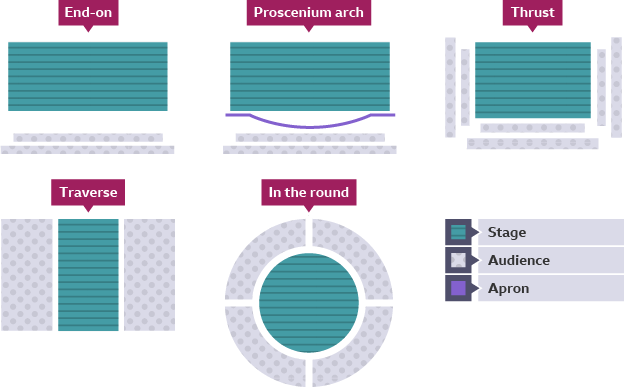 End-on
Proscenium arch
Thrust
Traverse
In the round
Stage
Audience
Apron